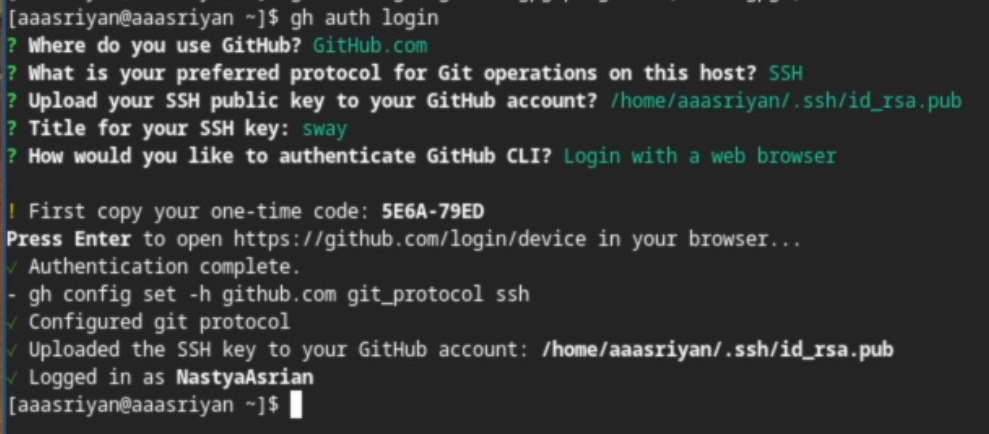 [aaasriyan@aaasriyan ~]$ gh auth login
? Where do you use GitHub? GitHub.com
? What is your preferred protocol for Git operations on this host? SSH
? Upload your SSH public key to your GitHub account? /home/aaasriyan/.ssh/id_rsa.pub
? Title for your SSH key: sway
? How would you like to authenticate GitHub CLI? Login with a web browser
! First copy your one-time code: 5E6A-79ED
Press Enter to open https://github.com/login/device in your browser...
✓ Authentication complete.
- gh config set -h github.com git_protocol ssh
✓ Configured git protocol
✓ Uploaded the SSH key to your GitHub account: /home/aaasriyan/.ssh/id_rsa.pub
✓ Logged in as NastyaAsrian
[aaasriyan@aaasriyan ~]$